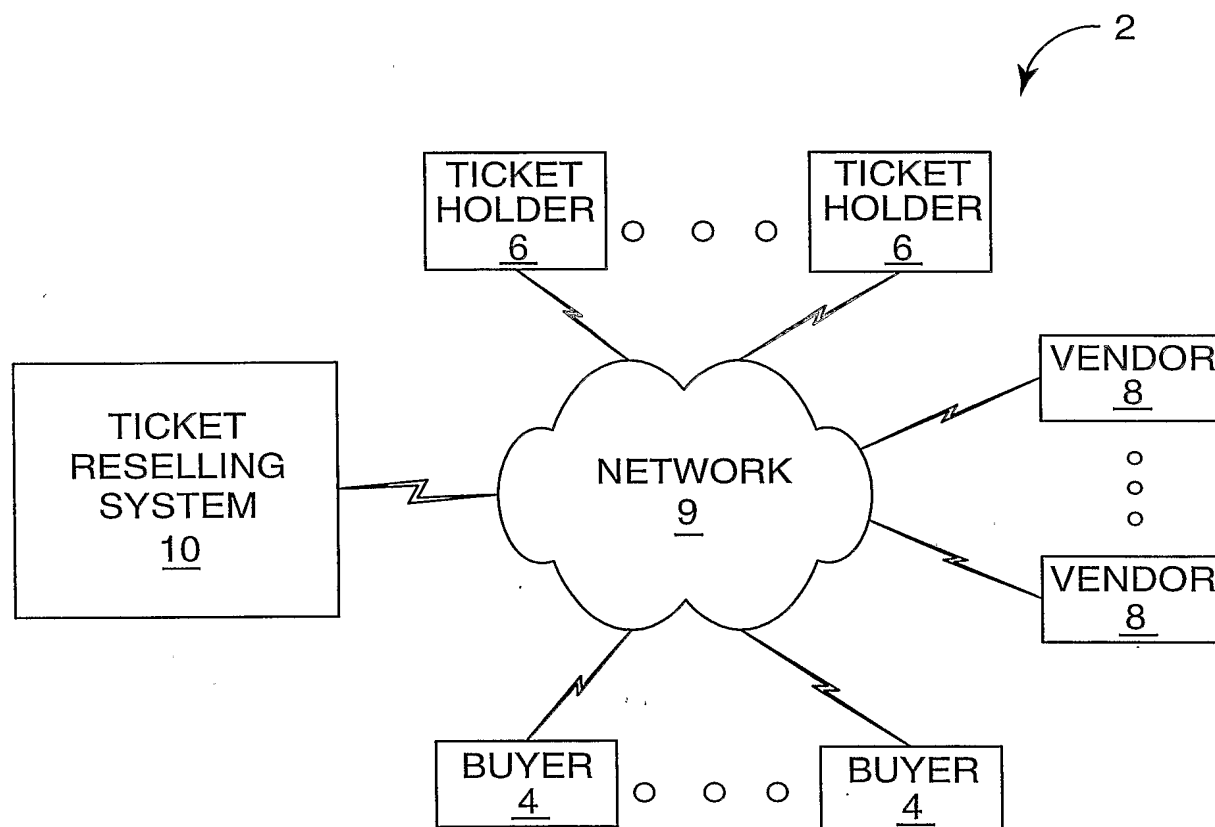 2
TICKET
HOLDER
6
TICKET
HOLDER
6
VENDOR
8
TICKET
RESELLING
SYSTEM
10
NETWORK
9
VENDOR
8
BUYER
4
BUYER
4